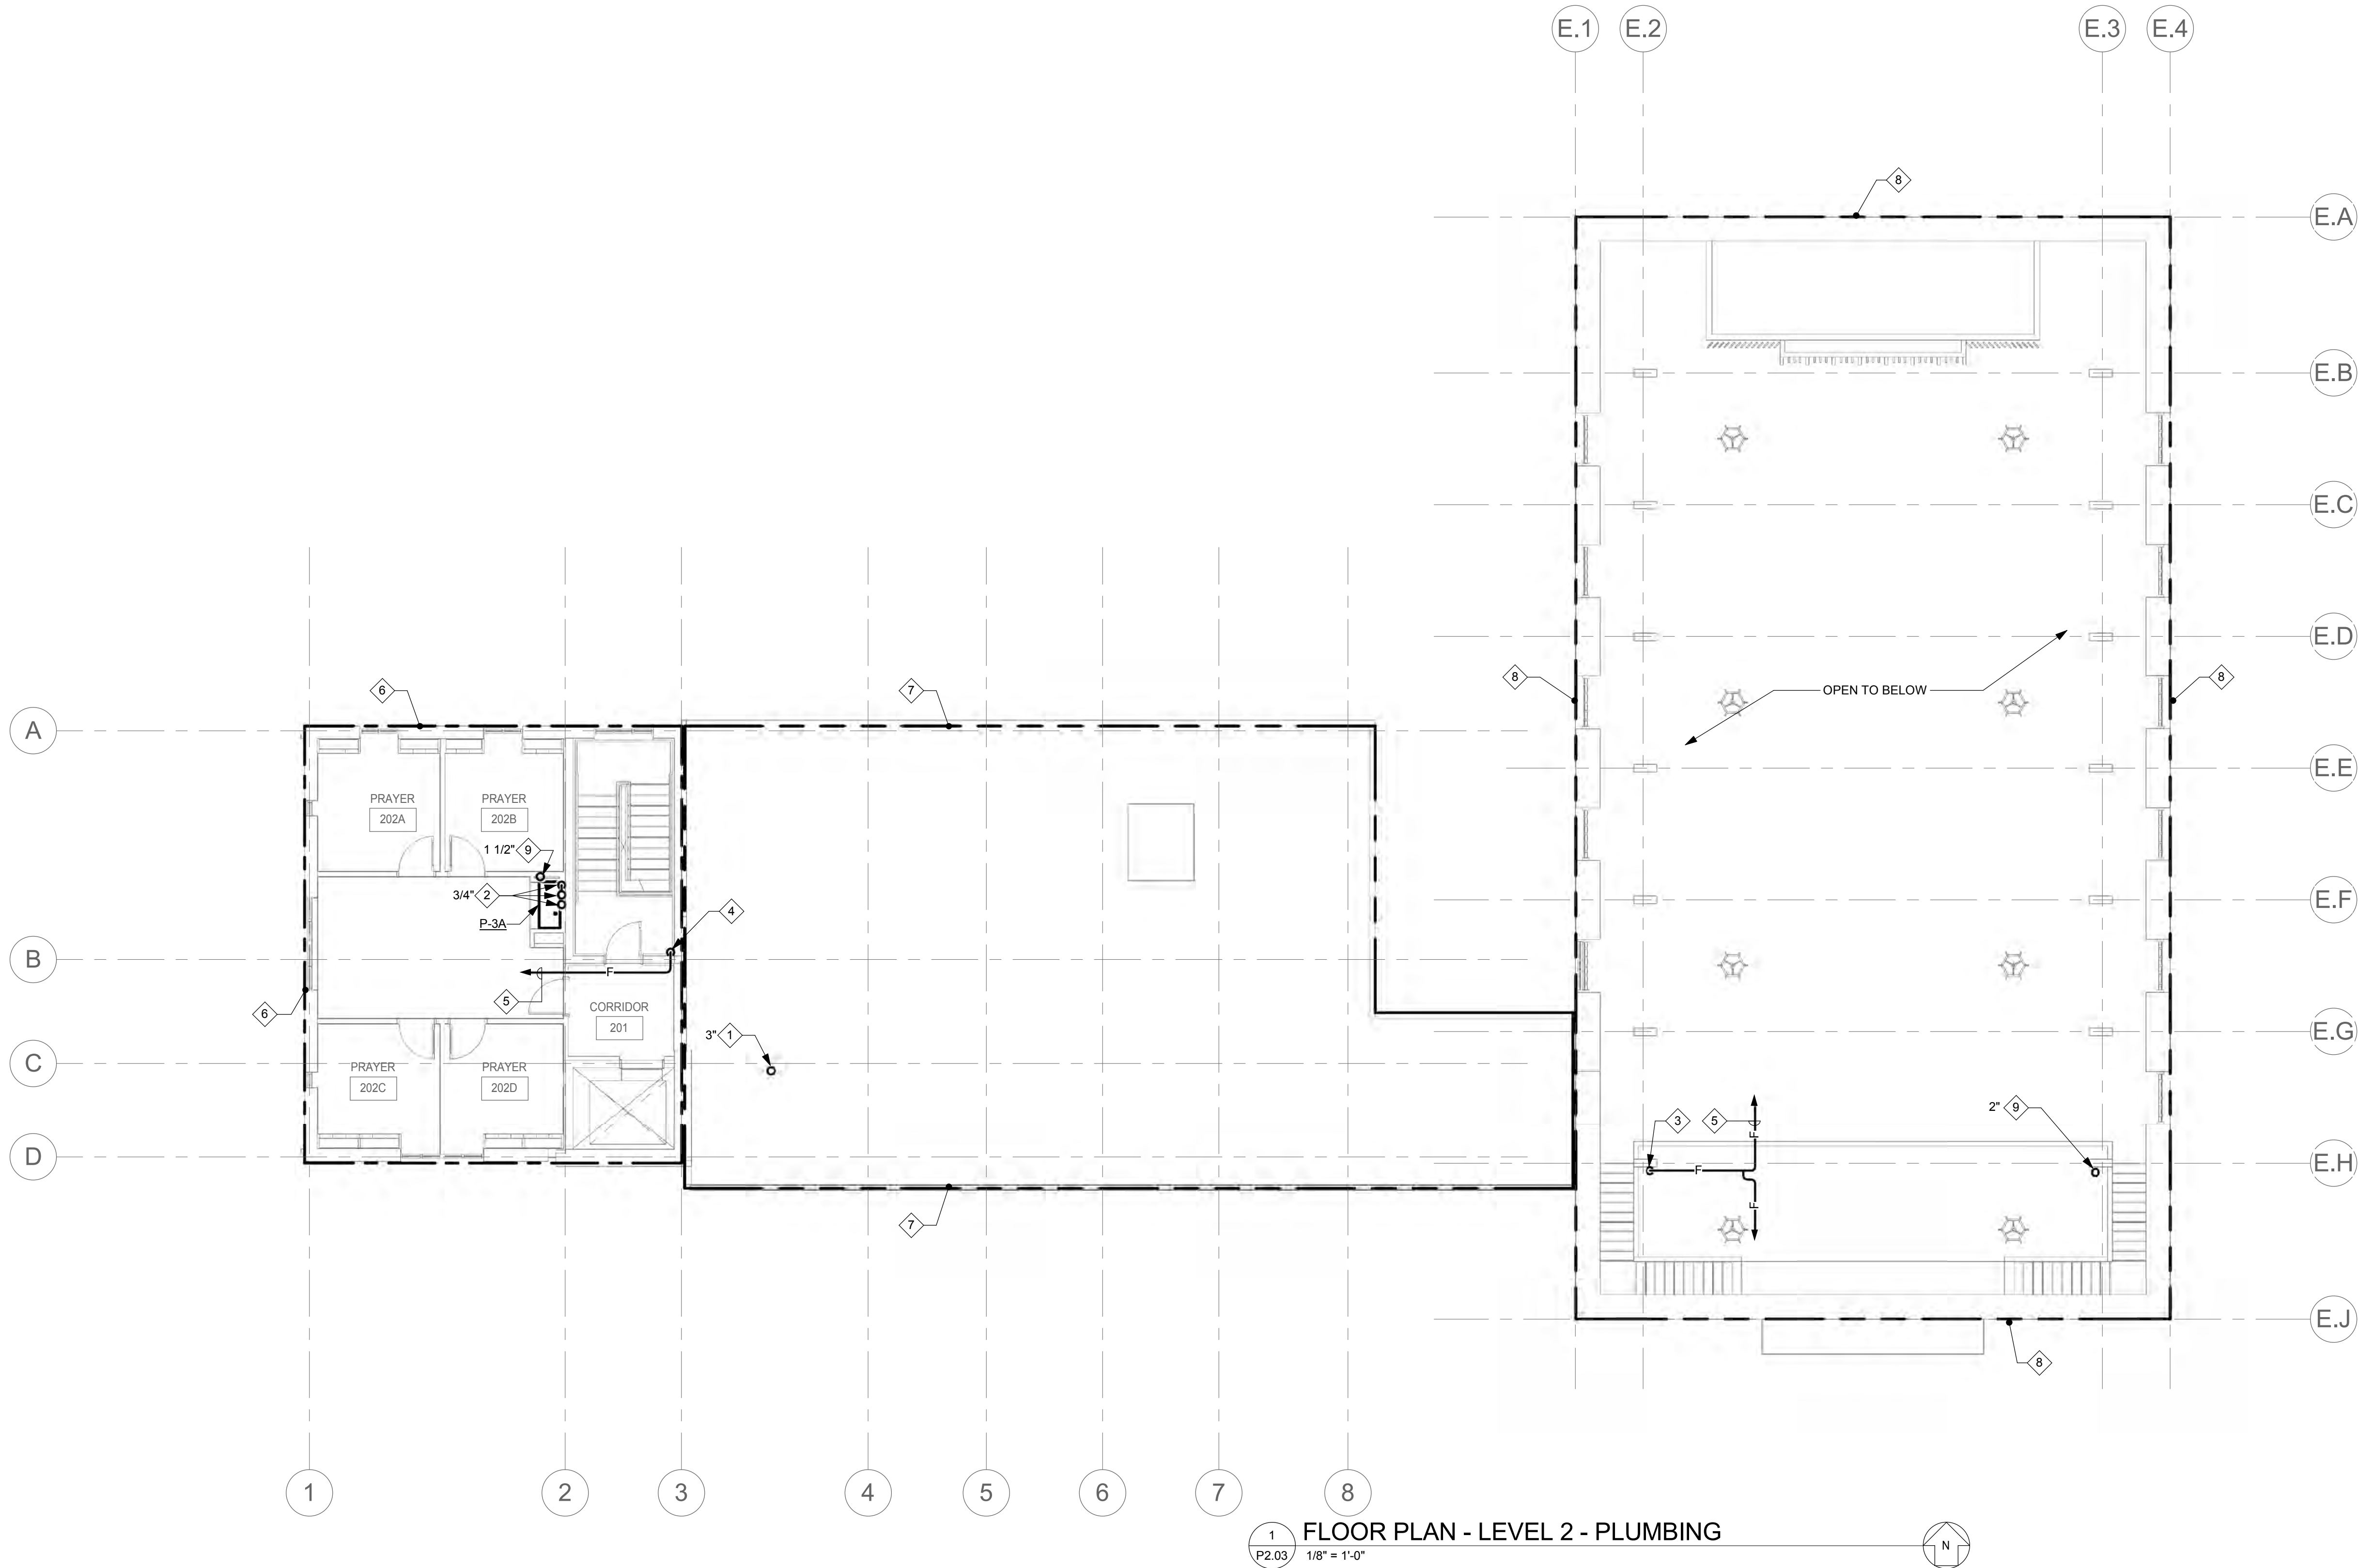 E.1 E.2 E.3 E.4
8
E.A
E.B
E.C
E.D
8 OPEN TO BELOW 8
6 7
A
E.E
PRAYER PRAYER
202A 202B
1 1/2" 9
3/4" 2
E.F
4
P-3A
B
F
5
CORRIDOR
6
201
3" 1
E.G
C
PRAYER PRAYER
202C 202D
2" 9
3 5
F
D
F
E.H
F
7
E.J
8
1 2 3 4 5 6 7 8
1 FLOOR PLAN - LEVEL 2 - PLUMBING
P2.03 1/8" = 1'-0"
N